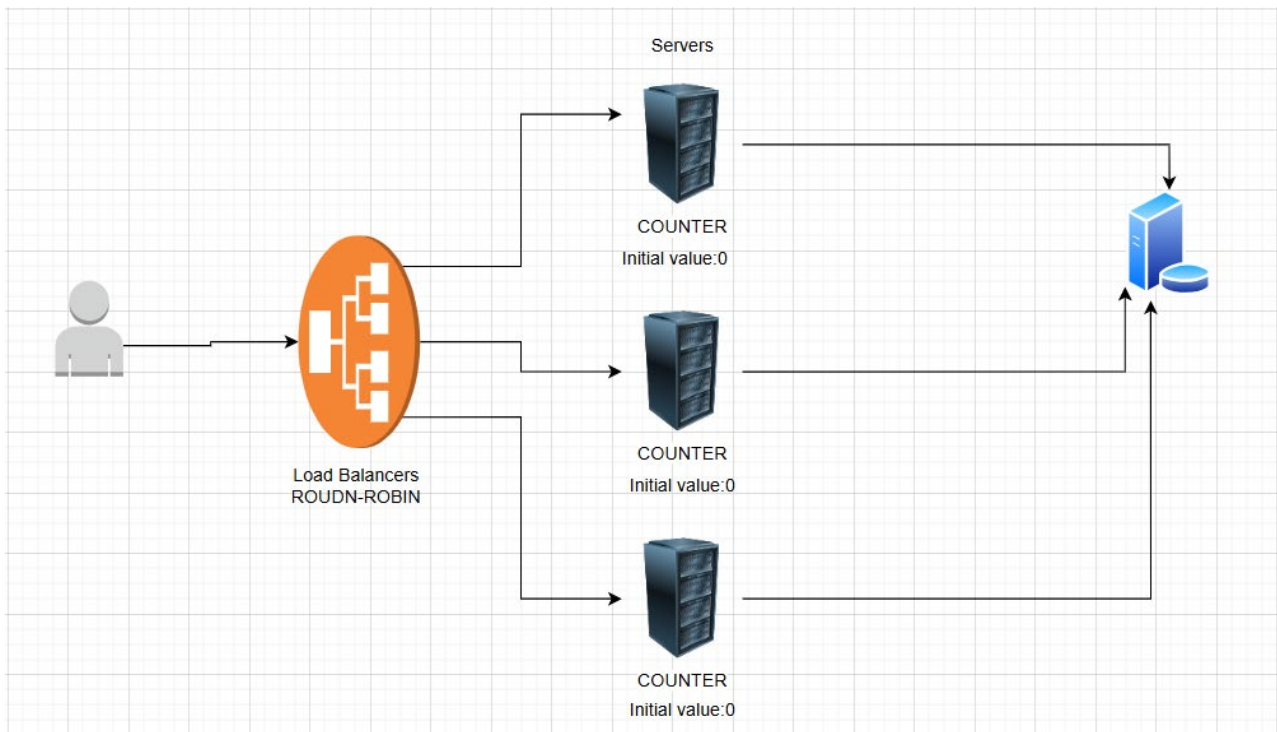 Servers
COUNTER
Initial value:0
COUNTER
Initial value:0
Load Balancers
ROUDN-ROBIN
COUNTER
Initial value:0